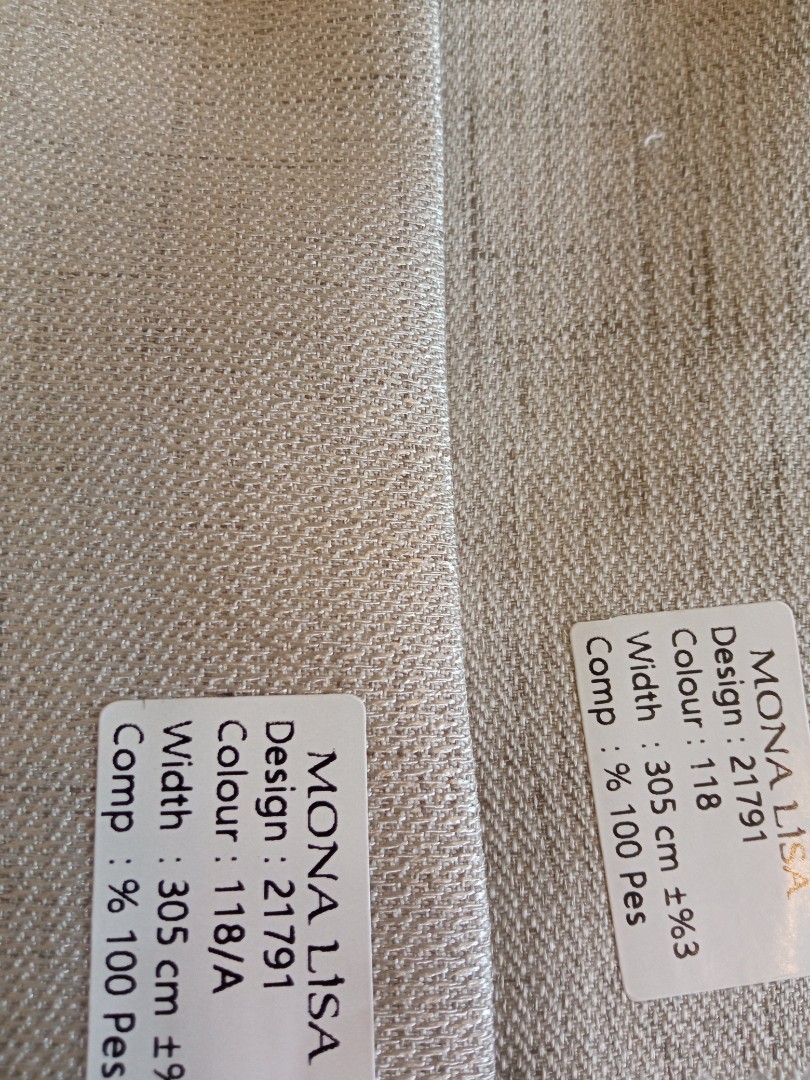 MONA LISA
Design : 21791
Colour : 118/A
Width : 305 cm ±%
Comp : % 100 Pes
MONA LISA
Design : 21791
Colour : 118
Width : 305 cm ±%3
Comp : % 100 Pes